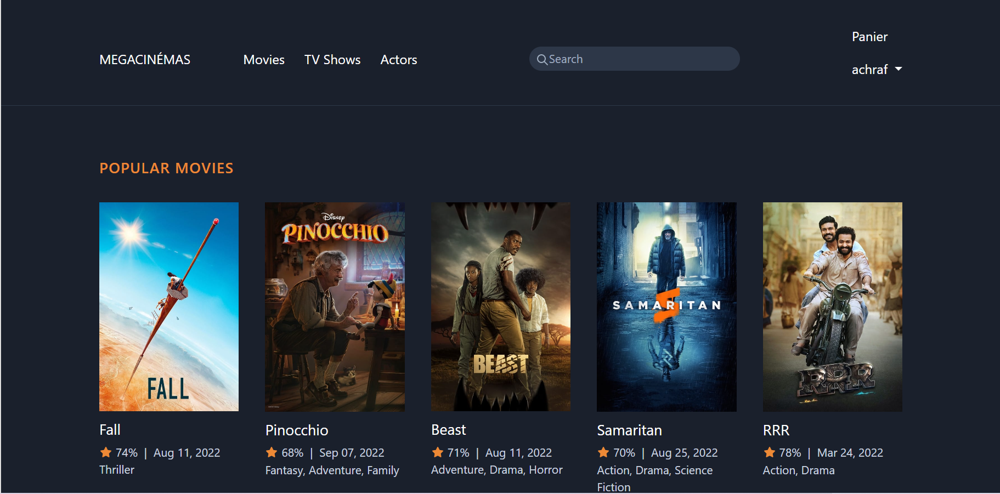 Panier
MEGACINÉMAS
Movies
TV Shows
Actors
Search
achraf
POPULAR MOVIES
FALL
Disney
PINOCCHIO
BEAST
SAMARITAN
RRR
Fall
74% | Aug 11, 2022
Thriller
Pinocchio
68% | Sep 07, 2022
Fantasy, Adventure, Family
Beast
71% | Aug 11, 2022
Adventure, Drama, Horror
Samaritan
70% | Aug 25, 2022
Action, Drama, Science
Fiction
RRR
78% | Mar 24, 2022
Action, Drama